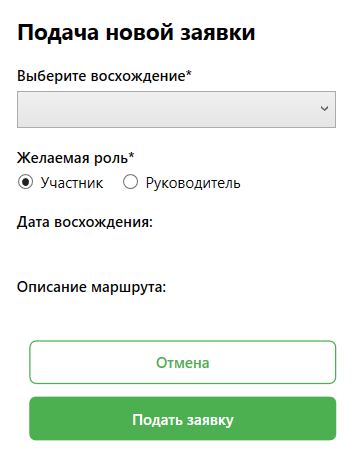 Подача новой заявки
Выберите восхождение*
Желаемая роль*
Участник Руководитель
Дата восхождения:
Описание маршрута:
Отмена
Подать заявку